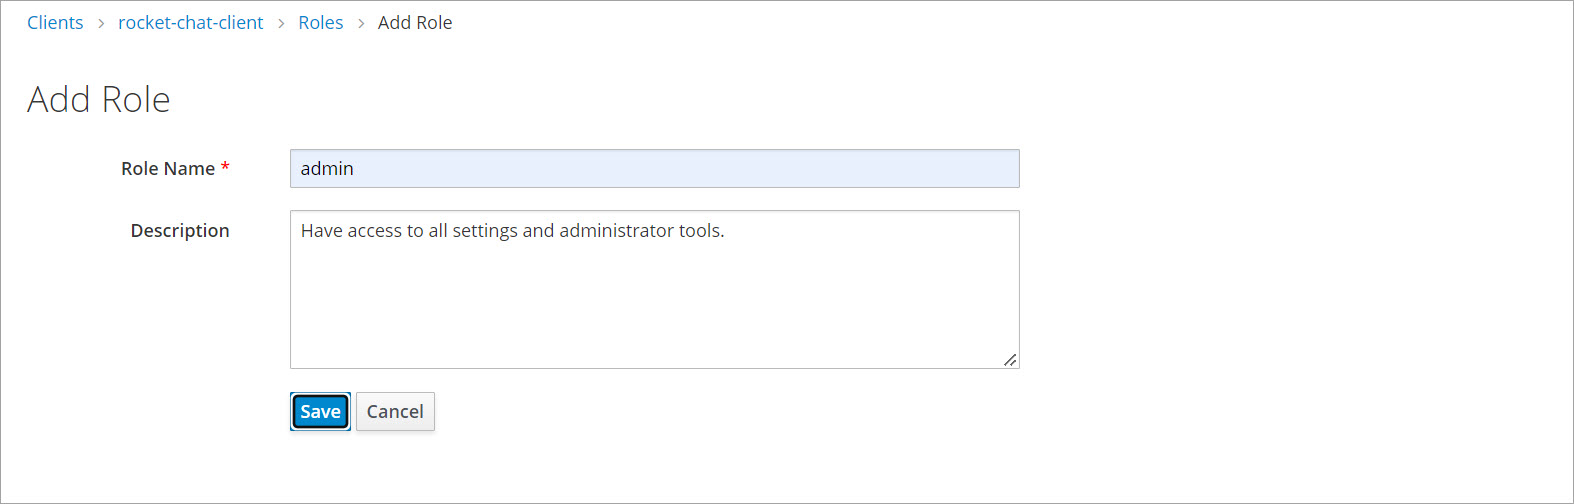 Clients > rocket-chat-client > Roles > Add Role
Add Role
Role Name * admin
Description Have access to all settings and administrator tools.
Save Cancel